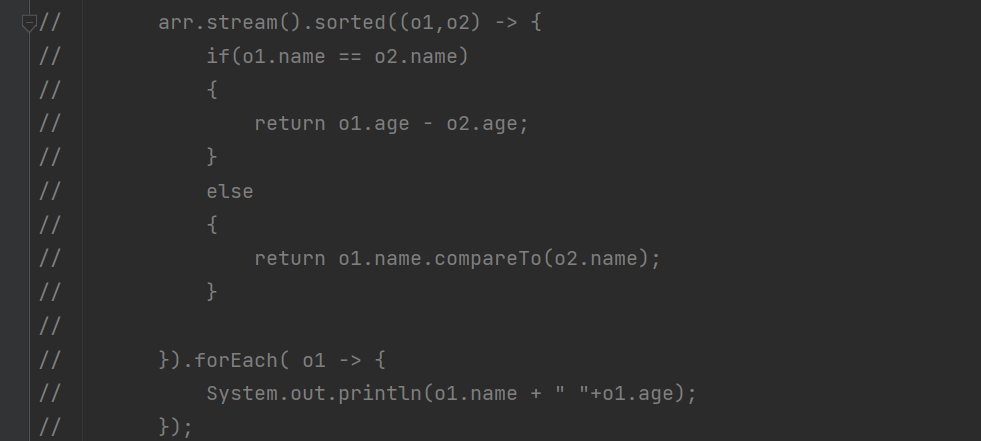 //        arr.stream().sorted((o1,o2) -> {
//            if(o1.name == o2.name)
//            {
//                return o1.age - o2.age;
//            }
//            else
//            {
//                return o1.name.compareTo(o2.name);
//            }
//
//        }).forEach( o1 -> {
//            System.out.println(o1.name + " "+o1.age);
//        });